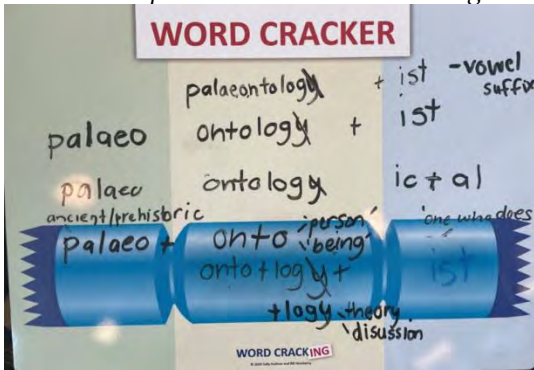 WORD CRACKER
palaeontology + ist -vowel suffix
palaeo ontology + ist
palaeo ontology ic + al
ancient/prehistoric person being one who does
palaeo + onto ist
onto + logy +
+ logy theory
disussion
WORD CRACKING